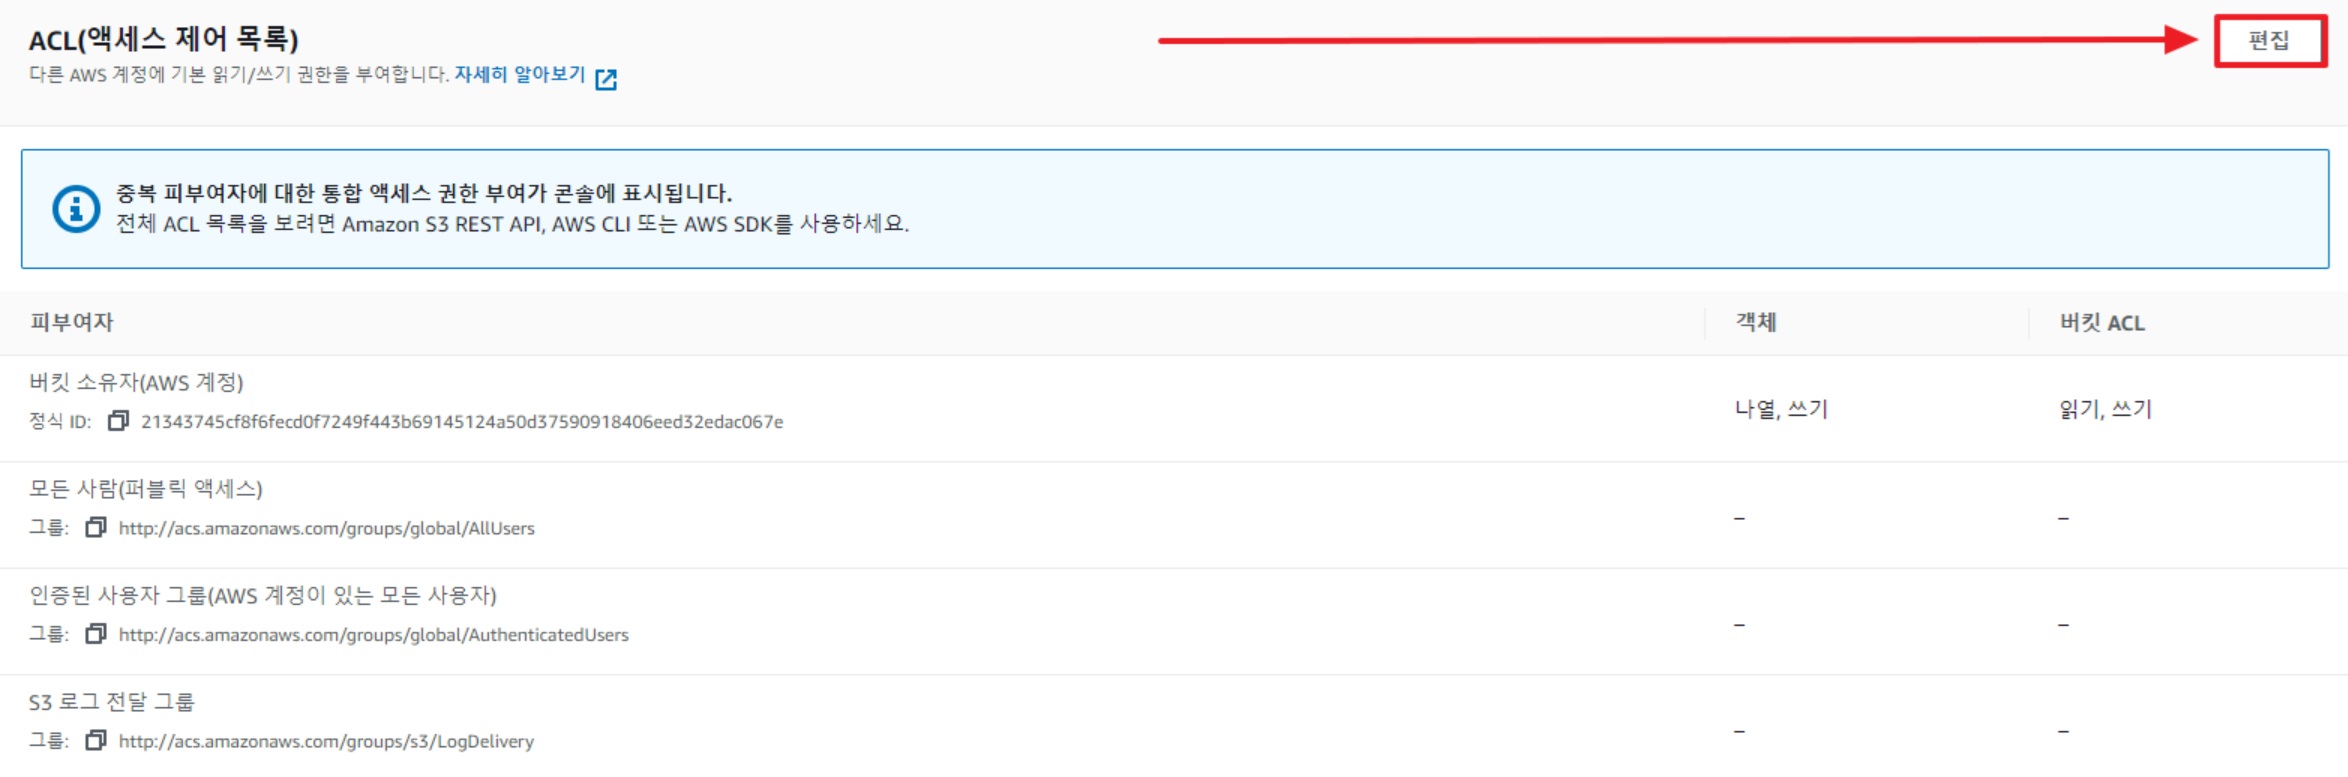 ACL(액세스 제어 목록)
편집
다른 AWS 계정에 기본 읽기/쓰기 권한을 부여합니다. 자세히 알아보기
중복 피부여자에 대한 통합 액세스 권한 부여가 콘솔에 표시됩니다.
전체 ACL 목록을 보려면 Amazon S3 REST API, AWS CLI 또는 AWS SDK를 사용하세요.
피부여자 객체 버킷 ACL
버킷 소유자(AWS 계정)
정식 ID: 21343745cf8f6fecd0f7249f443b69145124a50d37590918406eed32edac067e
나열, 쓰기 읽기, 쓰기
모든 사람(퍼블릭 액세스)
그룹: http://acs.amazonaws.com/groups/global/AllUsers
– –
인증된 사용자 그룹(AWS 계정이 있는 모든 사용자)
그룹: http://acs.amazonaws.com/groups/global/AuthenticatedUsers
– –
S3 로그 전달 그룹
그룹: http://acs.amazonaws.com/groups/s3/LogDelivery
– –